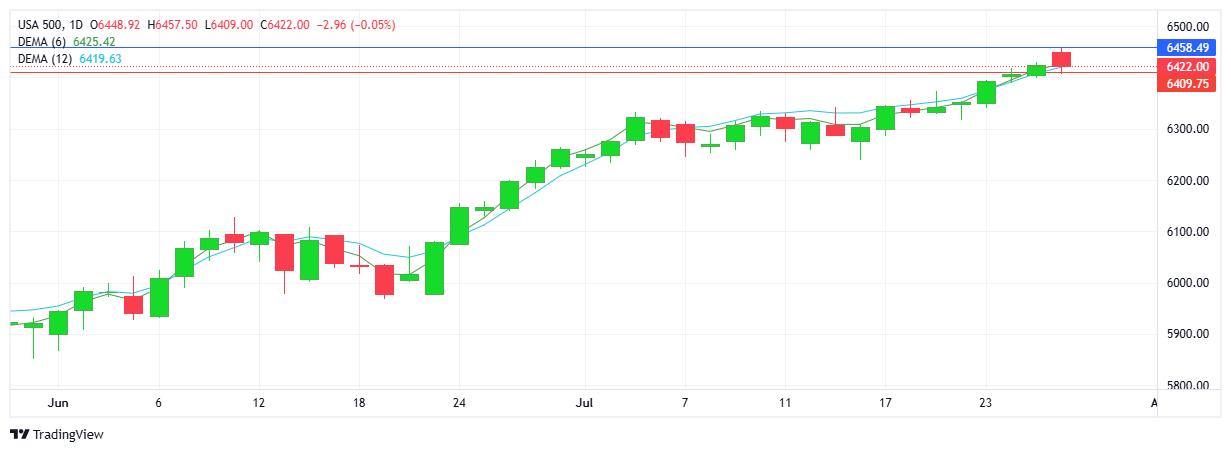 USA 500, 1D O6448.92 H6457.50 L6409.00 C6422.00 −2.96 (−0.05%)
DEMA (6) 6425.42
DEMA (12) 6419.63
6500.00
6458.49
6422.00
6409.75
6300.00
6200.00
6100.00
6000.00
5900.00
5800.00
Jun 6 12 18 24 Jul 7 11 17 23 A
TradingView